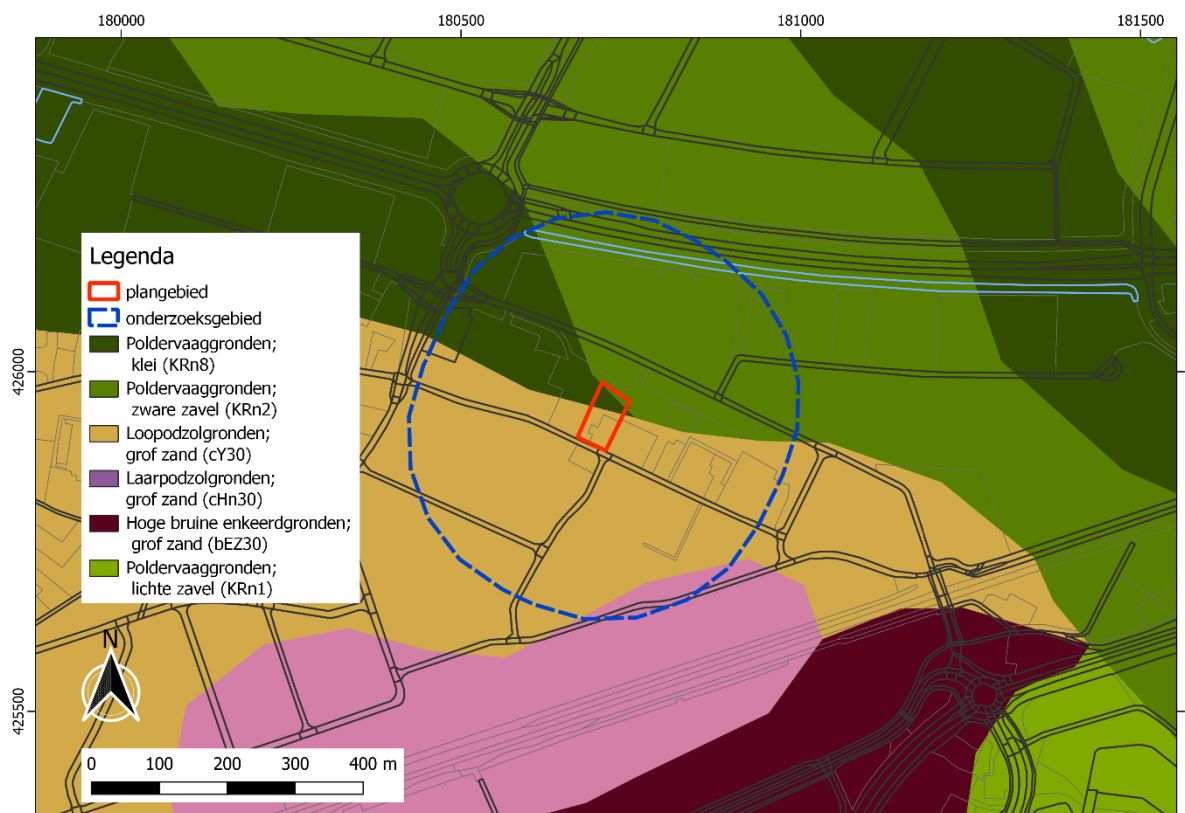 180000 180500 181000 181500
426000
425500
Legenda
plangebied
onderzoeksgebied
Poldervaaggronden;
klei (KRn8)
Poldervaaggronden;
zware zavel (KRn2)
Loopodzolgronden;
grof zand (cY30)
Laarpodzolgronden;
grof zand (cHn30)
Hoge bruine enkeerdgronden;
grof zand (bEZ30)
Poldervaaggronden;
lichte zavel (KRn1)
N
0 100 200 300 400 m